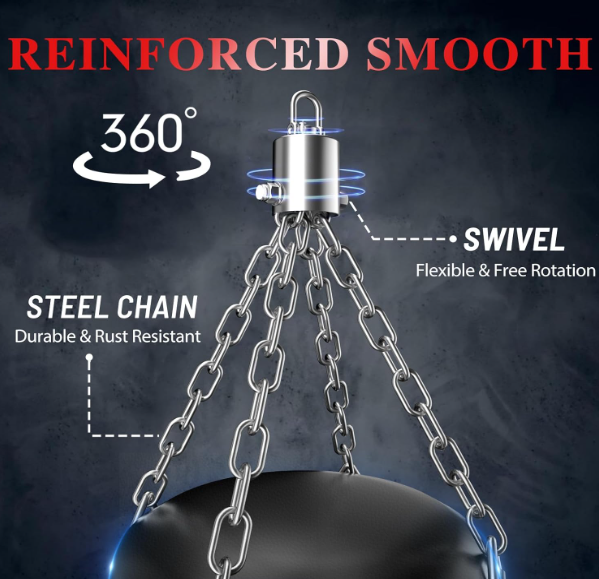 REINFORCED SMOOTH
360°
SWIVEL
Flexible & Free Rotation
STEEL CHAIN
Durable & Rust Resistant